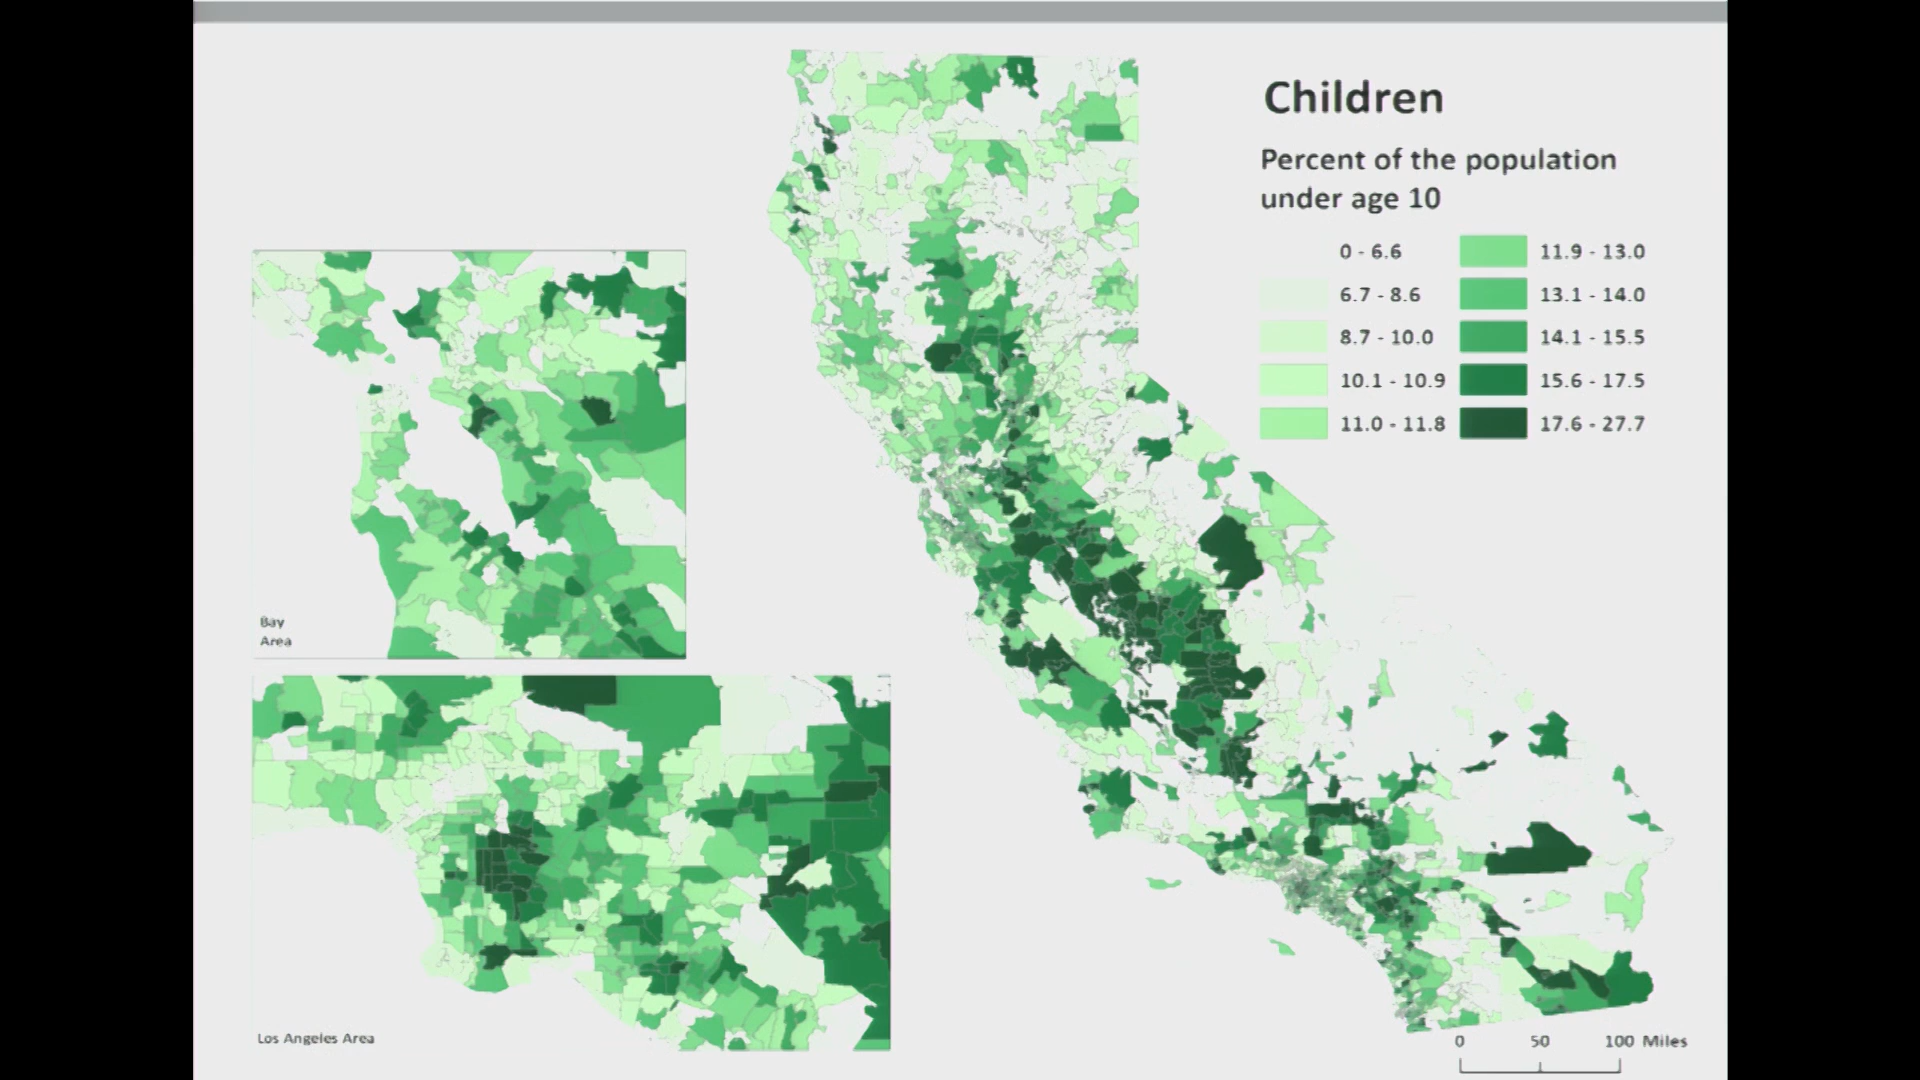 Children
Percent of the population
under age 10
0 - 6.6
6.7 - 8.6
8.7 - 10.0
10.1 - 10.9
11.0 - 11.8
11.9 - 13.0
13.1 - 14.0
14.1 - 15.5
15.6 - 17.5
17.6 - 27.7
Bay
Area
Los Angeles Area
0 50 100 Miles